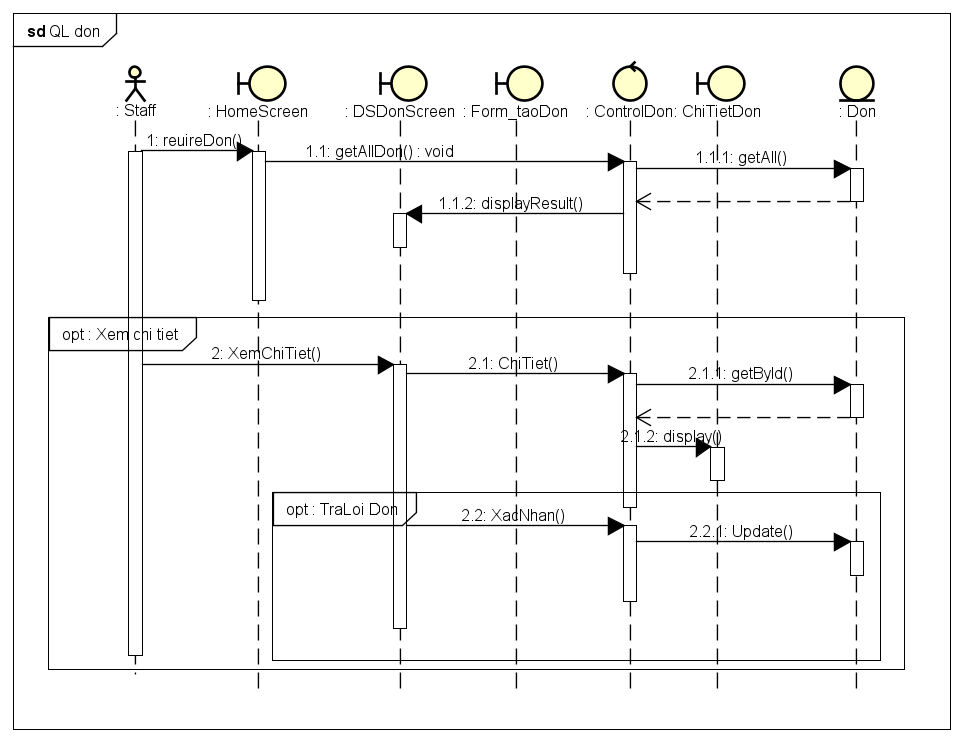 sd QL don
: Staff
: HomeScreen
: DSDonScreen
: Form_taoDon
: ControlDon
: ChiTietDon
: Don
1: reuireDon()
1.1: getAllDon() : void
1.1.1: getAll()
1.1.2: displayResult()
opt : Xem chi tiet
2: XemChiTiet()
2.1: ChiTiet()
2.1.1: getById()
2.1.2: display()
opt : TraLoi Don
2.2: XacNhan()
2.2.1: Update()